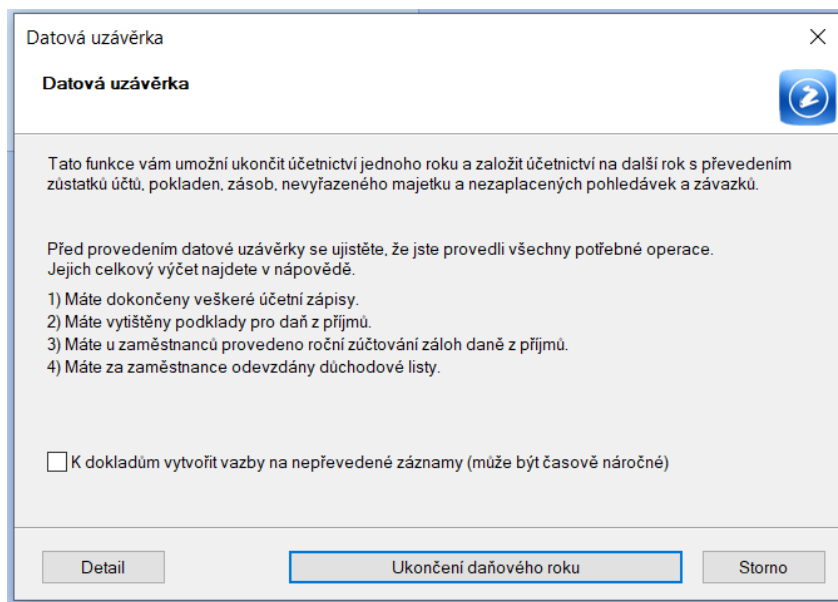 Datová uzávěrka
Datová uzávěrka
Tato funkce vám umožní ukončit účetnictví jednoho roku a založit účetnictví na další rok s převedením
zůstatků účtů, pokladen, zásob, nevyřazeného majetku a nezaplacených pohledávek a závazků.
Před provedením datové uzávěrky se ujistěte, že jste provedli všechny potřebné operace.
Jejich celkový výčet najdete v nápovědě.
1) Máte dokončeny veškeré účetní zápisy.
2) Máte vytištěny podklady pro daň z příjmů.
3) Máte u zaměstnanců provedeno roční zúčtování záloh daně z příjmů.
4) Máte za zaměstnance odevzdány důchodové listy.
K dokladům vytvořit vazby na nepřevedené záznamy (může být časově náročné)
Detail
Ukončení daňového roku
Storno